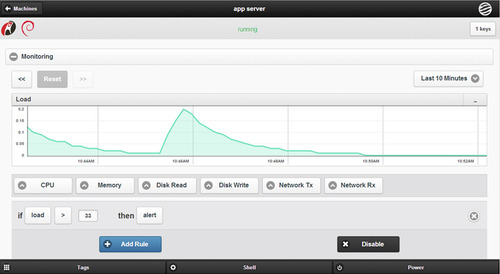 Machines
app server
running
1 keys
Monitoring
<< Reset >>
Last 10 Minutes
Load
0.2
0.15
0.1
0.05
0
10:44AM 10:46AM 10:48AM 10:50AM 10:52AM
CPU Memory Disk Read Disk Write Network Tx Network Rx
if load > 33 then alert
Add Rule Disable
Tags Shell Power